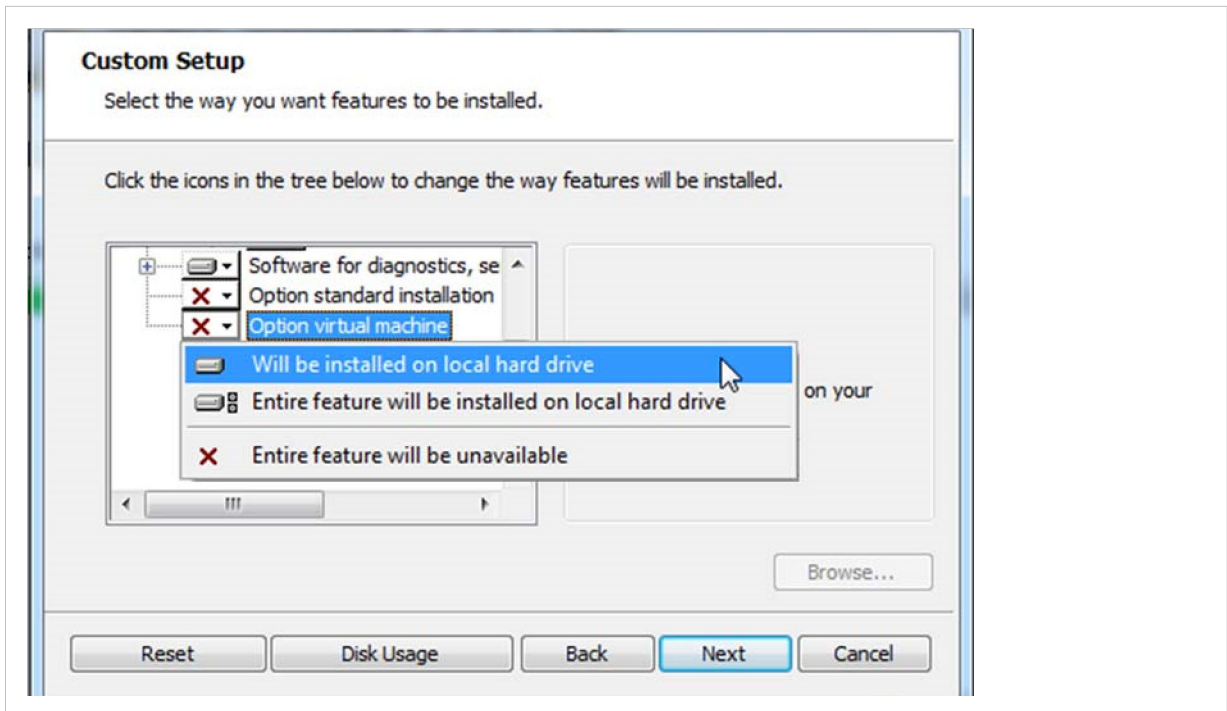 Custom Setup
Select the way you want features to be installed.
Click the icons in the tree below to change the way features will be installed.
Software for diagnostics, se
Option standard installation
Option virtual machine
Will be installed on local hard drive
Entire feature will be installed on local hard drive
on your
Entire feature will be unavailable
Browse...
Reset
Disk Usage
Back
Next
Cancel